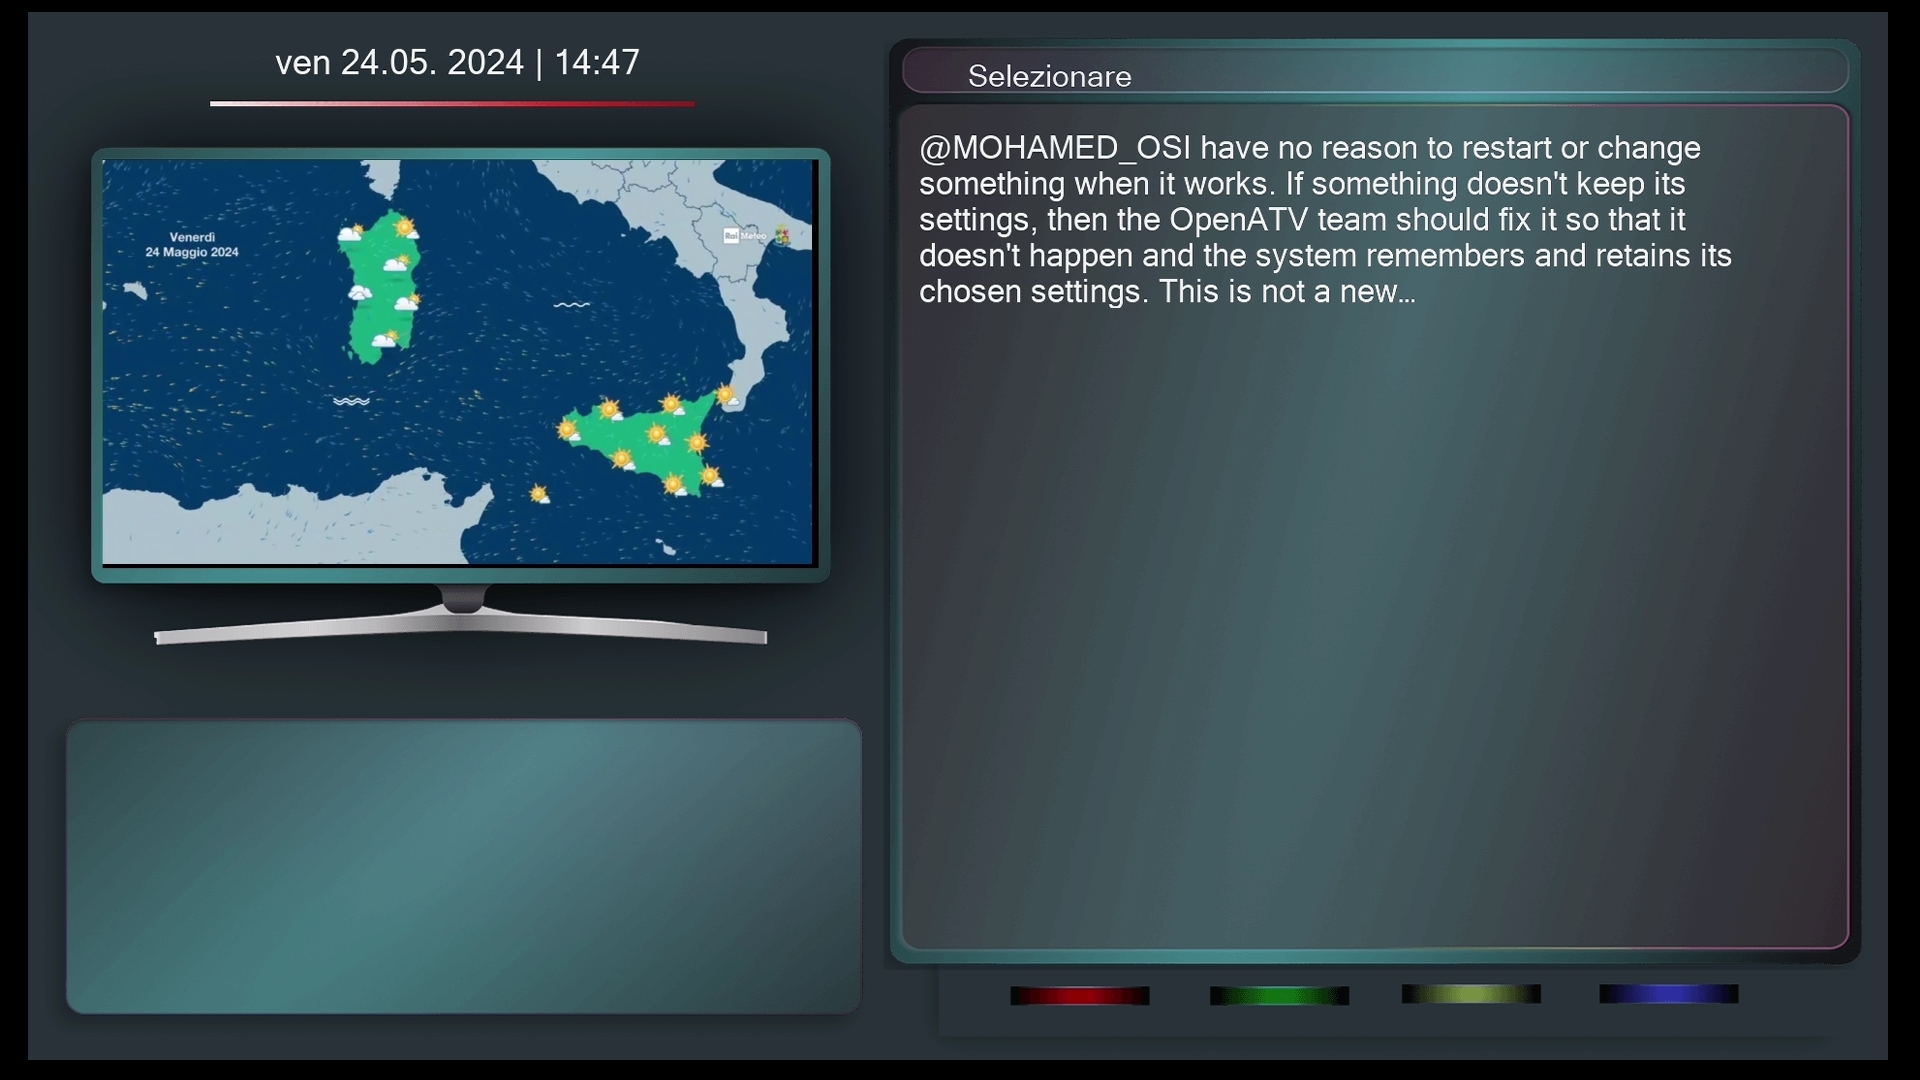 ven 24.05. 2024 | 14:47
Venerdì
24 Maggio 2024
Rai Meteo
Selezionare
@MOHAMED_OSI have no reason to restart or change
something when it works. If something doesn't keep its
settings, then the OpenATV team should fix it so that it
doesn't happen and the system remembers and retains its
chosen settings. This is not a new...